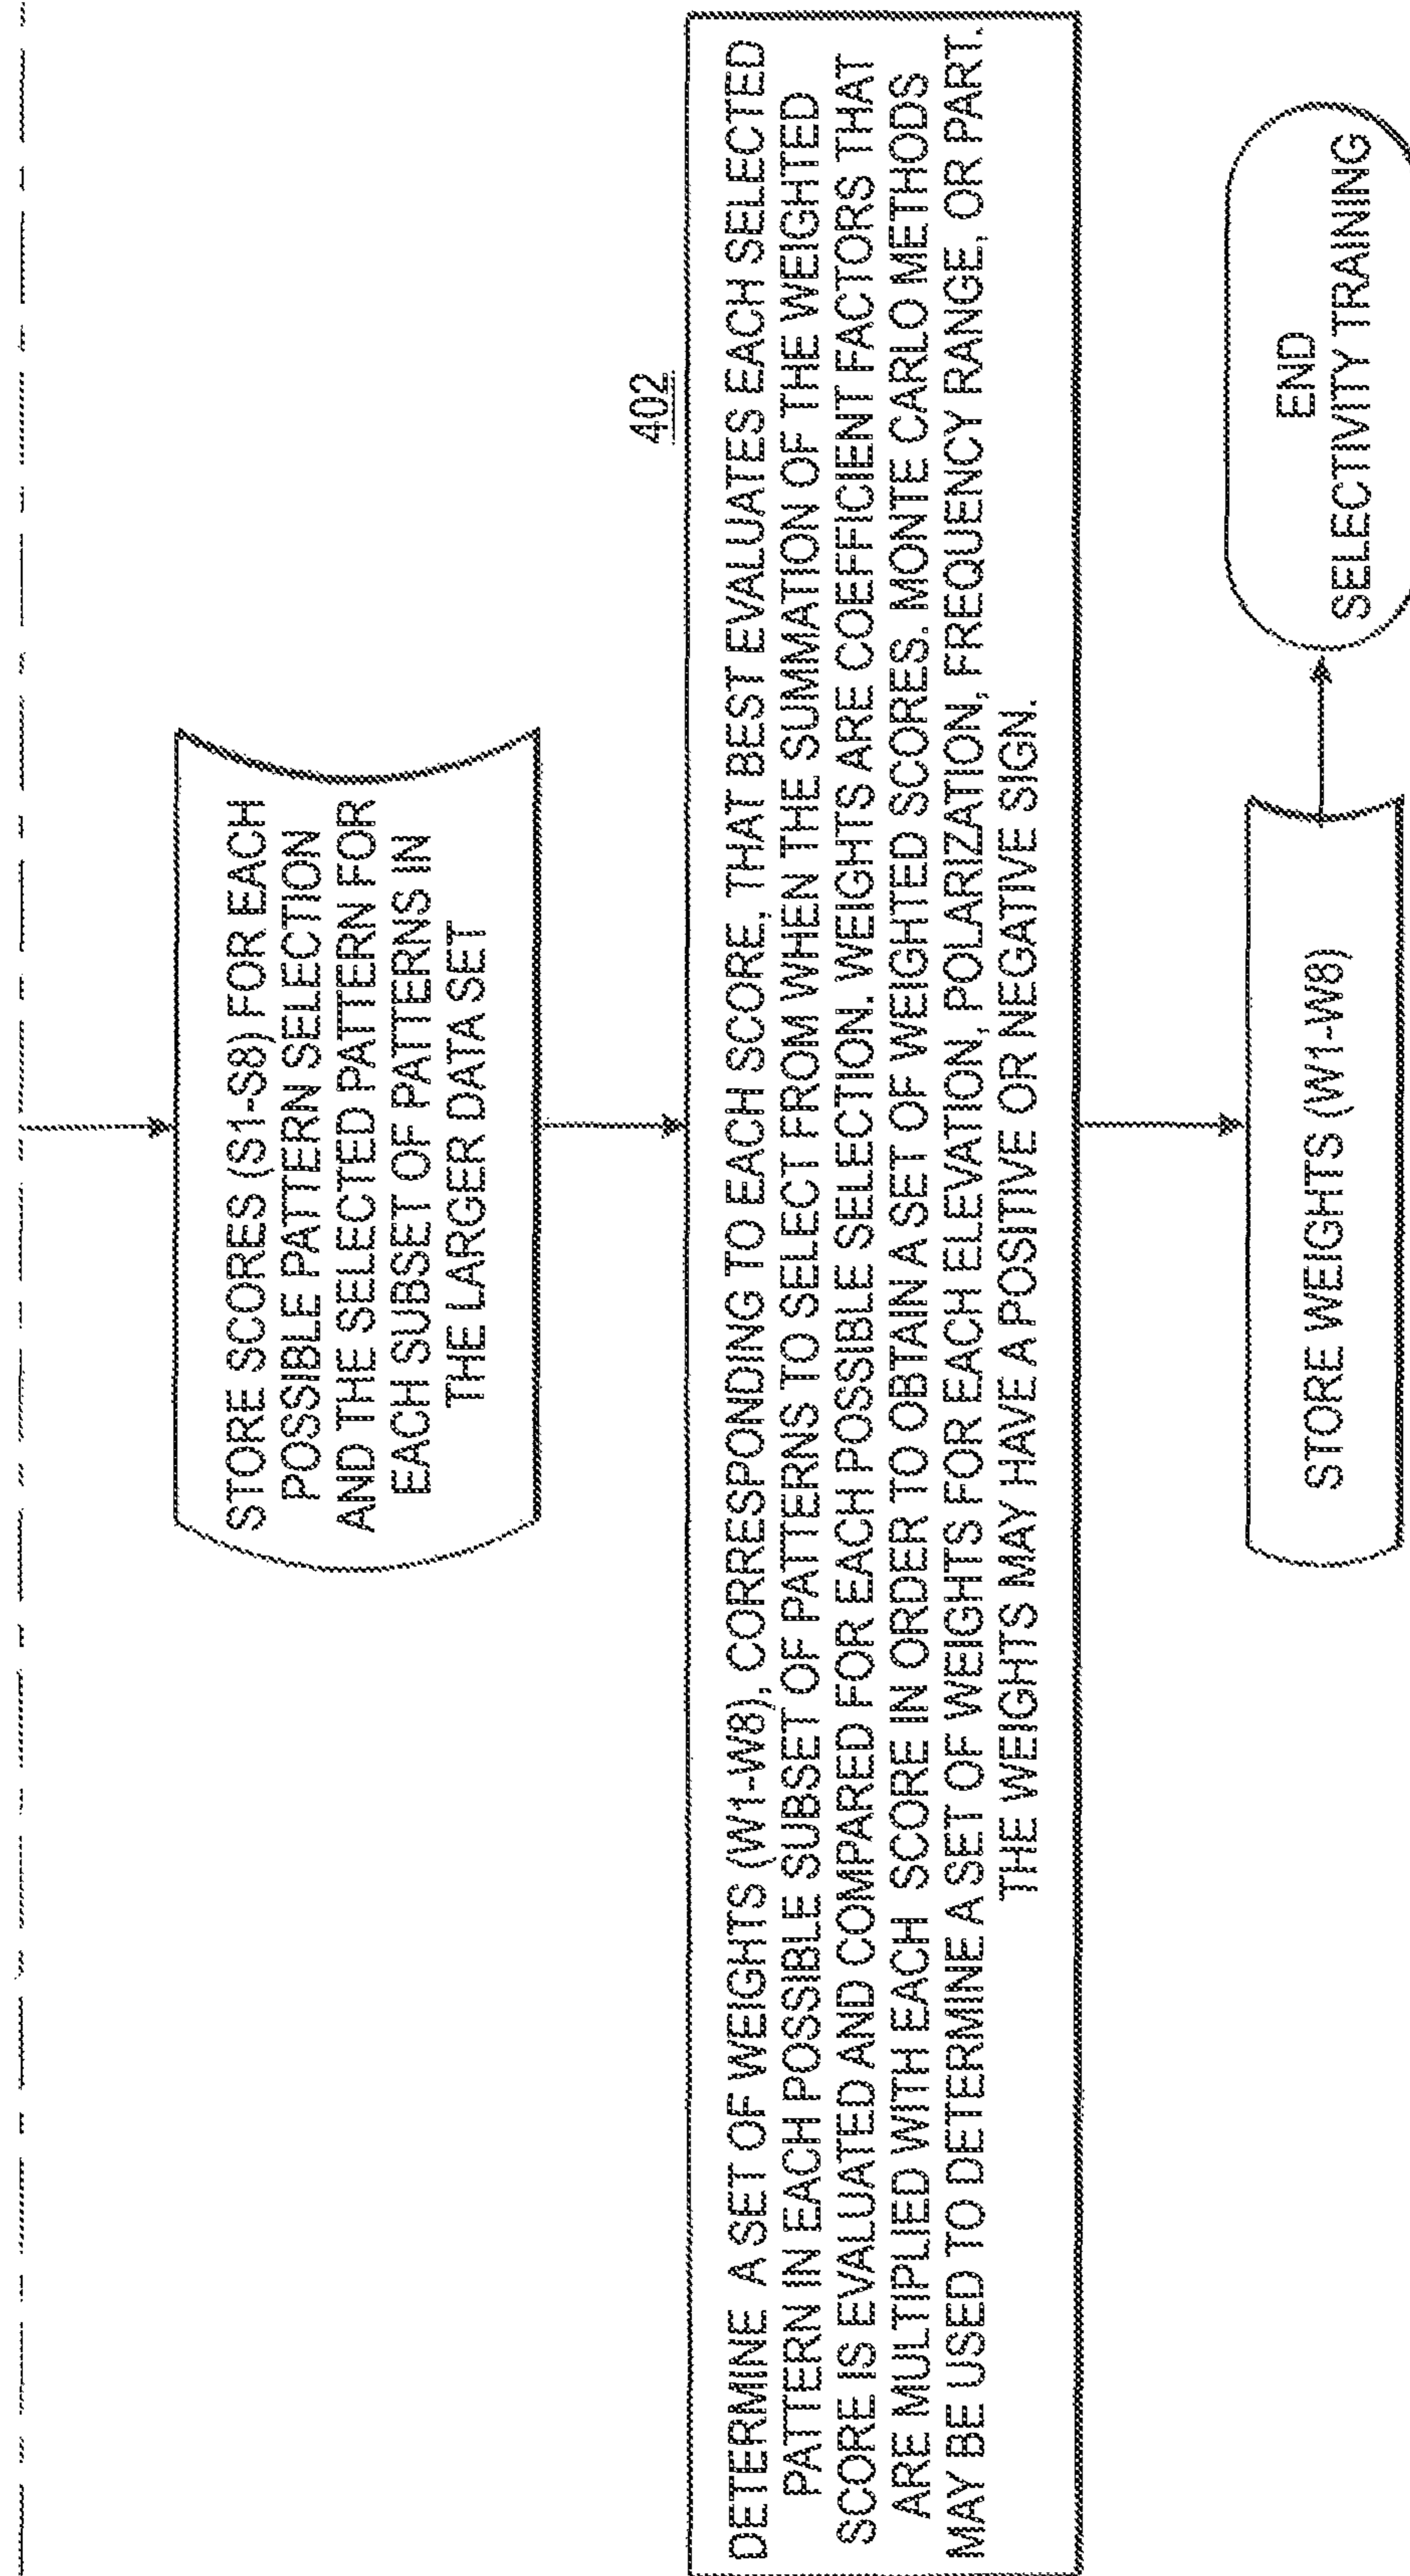 STORE SCORES (S1-S8) FOR EACH
POSSIBLE PATTERN SELECTION
AND THE SELECTED PATTERN FOR
EACH SUBSET OF PATTERNS IN
THE LARGER DATA SET
402
DETERMINE A SET OF WEIGHTS (W1-W8), CORRESPONDING TO EACH SCORE, THAT BEST EVALUATES EACH SELECTED
PATTERN IN EACH POSSIBLE SUBSET OF PATTERNS TO SELECT FROM WHEN THE SUMMATION OF THE WEIGHTED
SCORE IS EVALUATED AND COMPARED FOR EACH POSSIBLE SELECTION. WEIGHTS ARE COEFFICIENT FACTORS THAT
ARE MULTIPLIED WITH EACH SCORE IN ORDER TO OBTAIN A SET OF WEIGHTED SCORES. MONTE CARLO METHODS
MAY BE USED TO DETERMINE A SET OF WEIGHTS FOR EACH ELEVATION, POLARIZATION, FREQUENCY RANGE, OR PART.
THE WEIGHTS MAY HAVE A POSITIVE OR NEGATIVE SIGN.
STORE WEIGHTS (W1-W8)
END
SELECTIVITY TRAINING